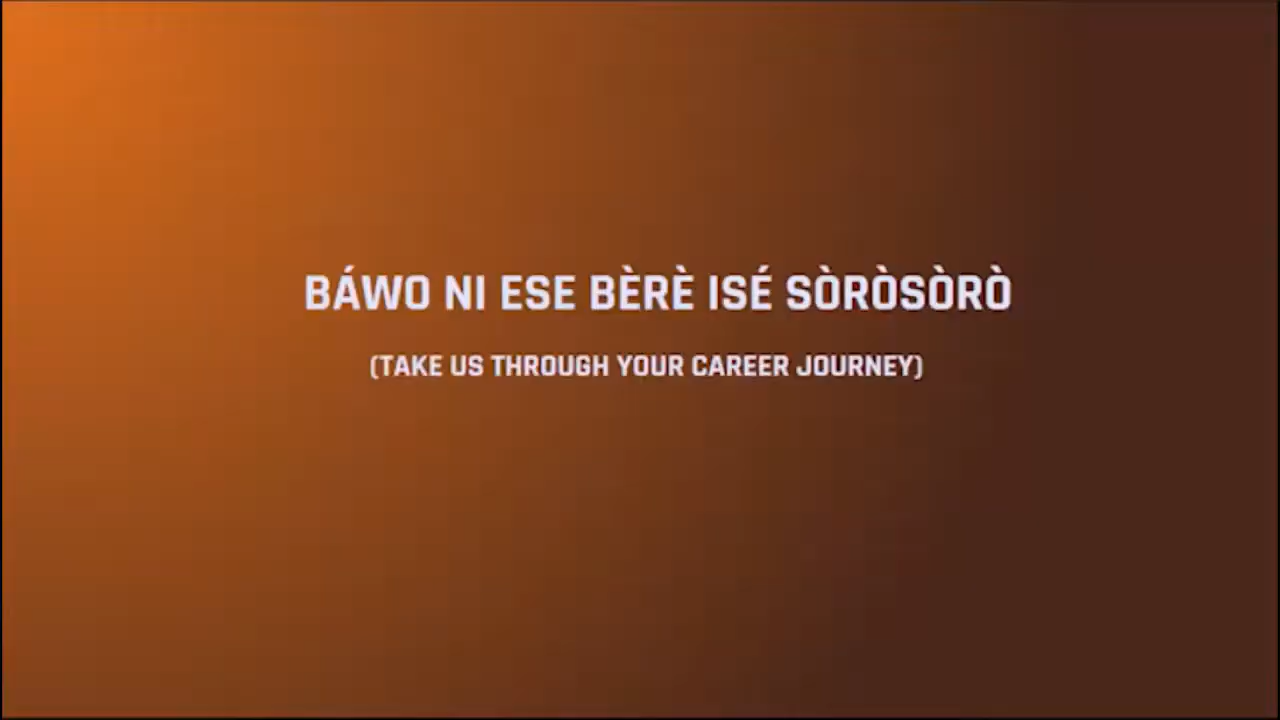 BÁWO NI ESE BÈRÈ ISÉ SÒRÒSÒRÒ
(TAKE US THROUGH YOUR CAREER JOURNEY)